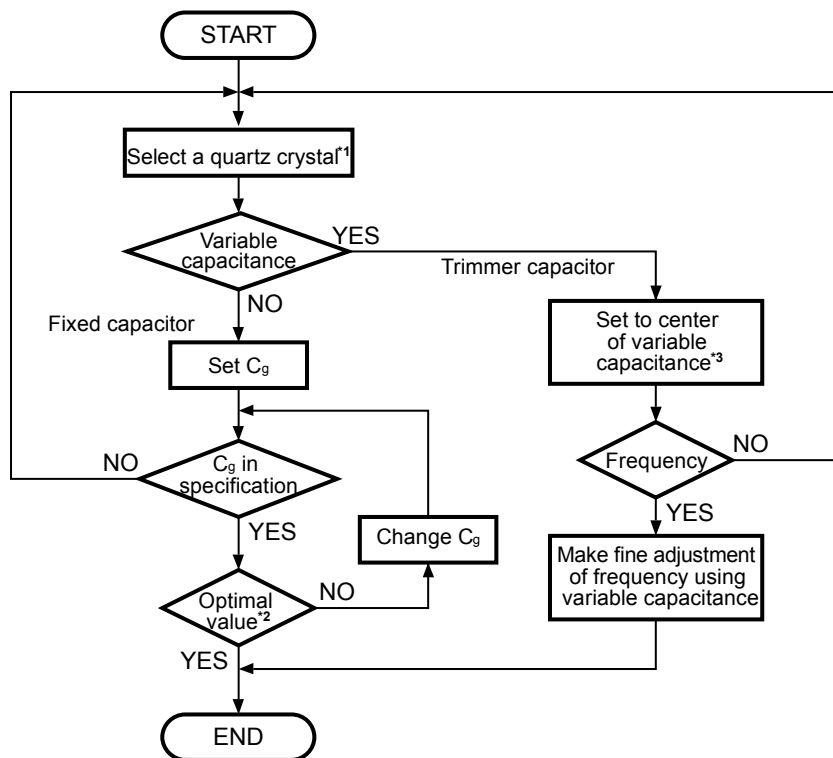 START
Select a quartz crystal*1
Variable
capacitance
YES
Trimmer capacitor
NO
Fixed capacitor
Set Cg
Set to center
of variable
capacitance*3
NO
Cg in
specification
YES
Change Cg
Frequency
NO
YES
Make fine adjustment
of frequency using
variable capacitance
Optimal
value*2
NO
YES
END